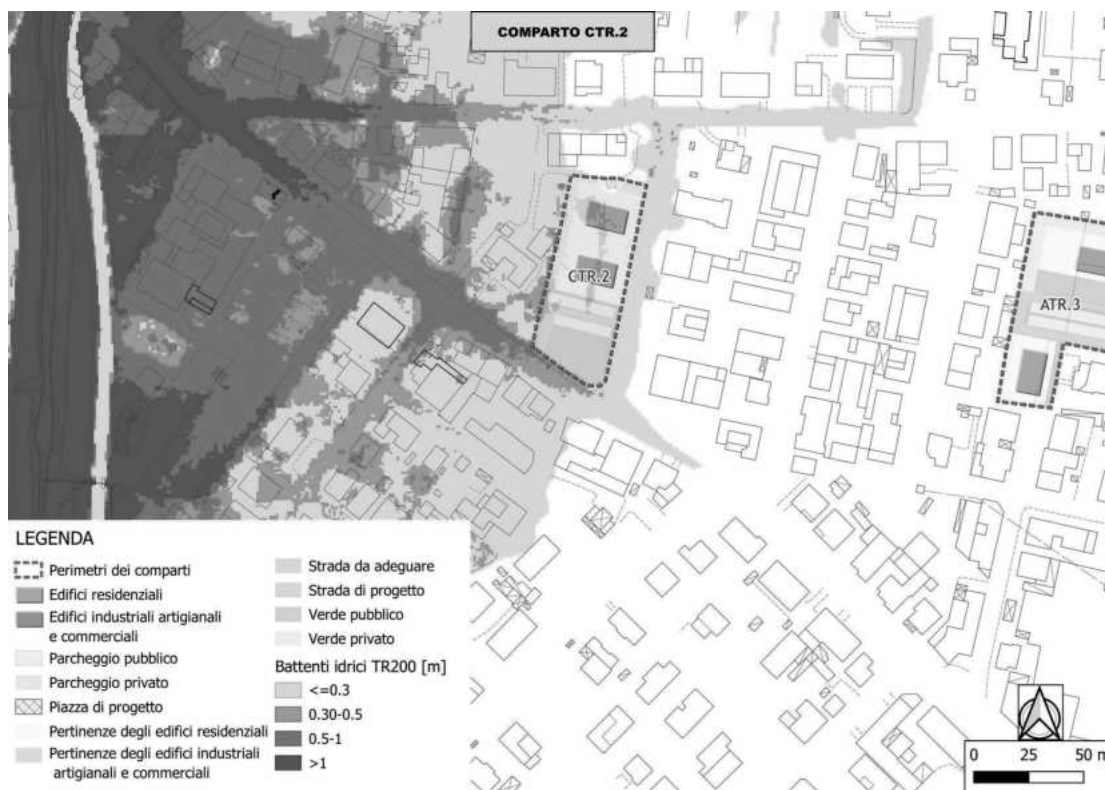 COMPARTO CTR.2
CTR.2
ATR.3
LEGENDA
Perimetri dei comparti
Edifici residenziali
Edifici industriali artigianali
e commerciali
Parcheggio pubblico
Parcheggio privato
Piazza di progetto
Pertinenze degli edifici residenziali
Pertinenze degli edifici industriali
artigianali e commerciali
Strada da adeguare
Strada di progetto
Verde pubblico
Verde privato
Battenti idrici TR200 [m]
<=0.3
0.30-0.5
0.5-1
>1
0 25 50 m